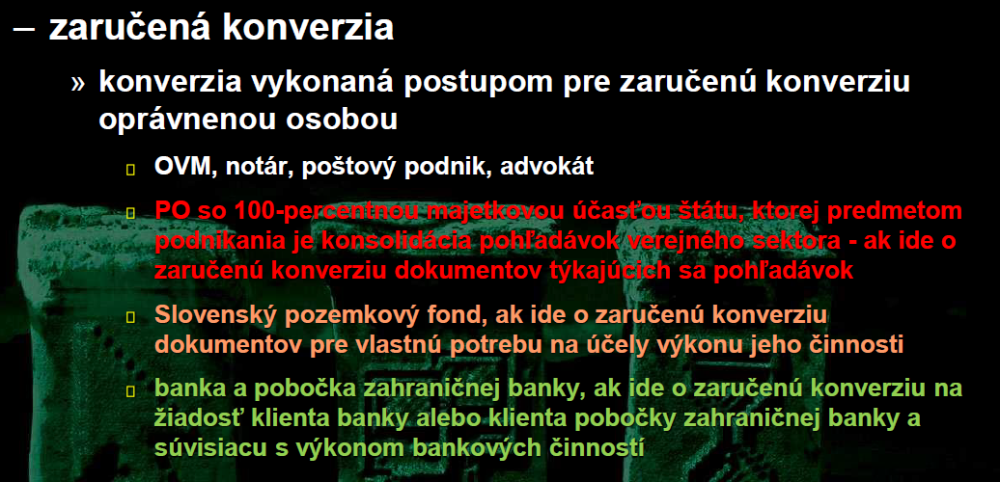 – zaručená konverzia
» konverzia vykonaná postupom pre zaručenú konverziu
oprávnenou osobou
OVM, notár, poštový podnik, advokát
PO so 100-percentnou majetkovou účasťou štátu, ktorej predmetom
podnikania je konsolidácia pohľadávok verejného sektora - ak ide o
zaručenú konverziu dokumentov týkajúcich sa pohľadávok
Slovenský pozemkový fond, ak ide o zaručenú konverziu
dokumentov pre vlastnú potrebu na účely výkonu jeho činnosti
banka a pobočka zahraničnej banky, ak ide o zaručenú konverziu na
žiadosť klienta banky alebo klienta pobočky zahraničnej banky a
súvisiacu s výkonom bankových činností